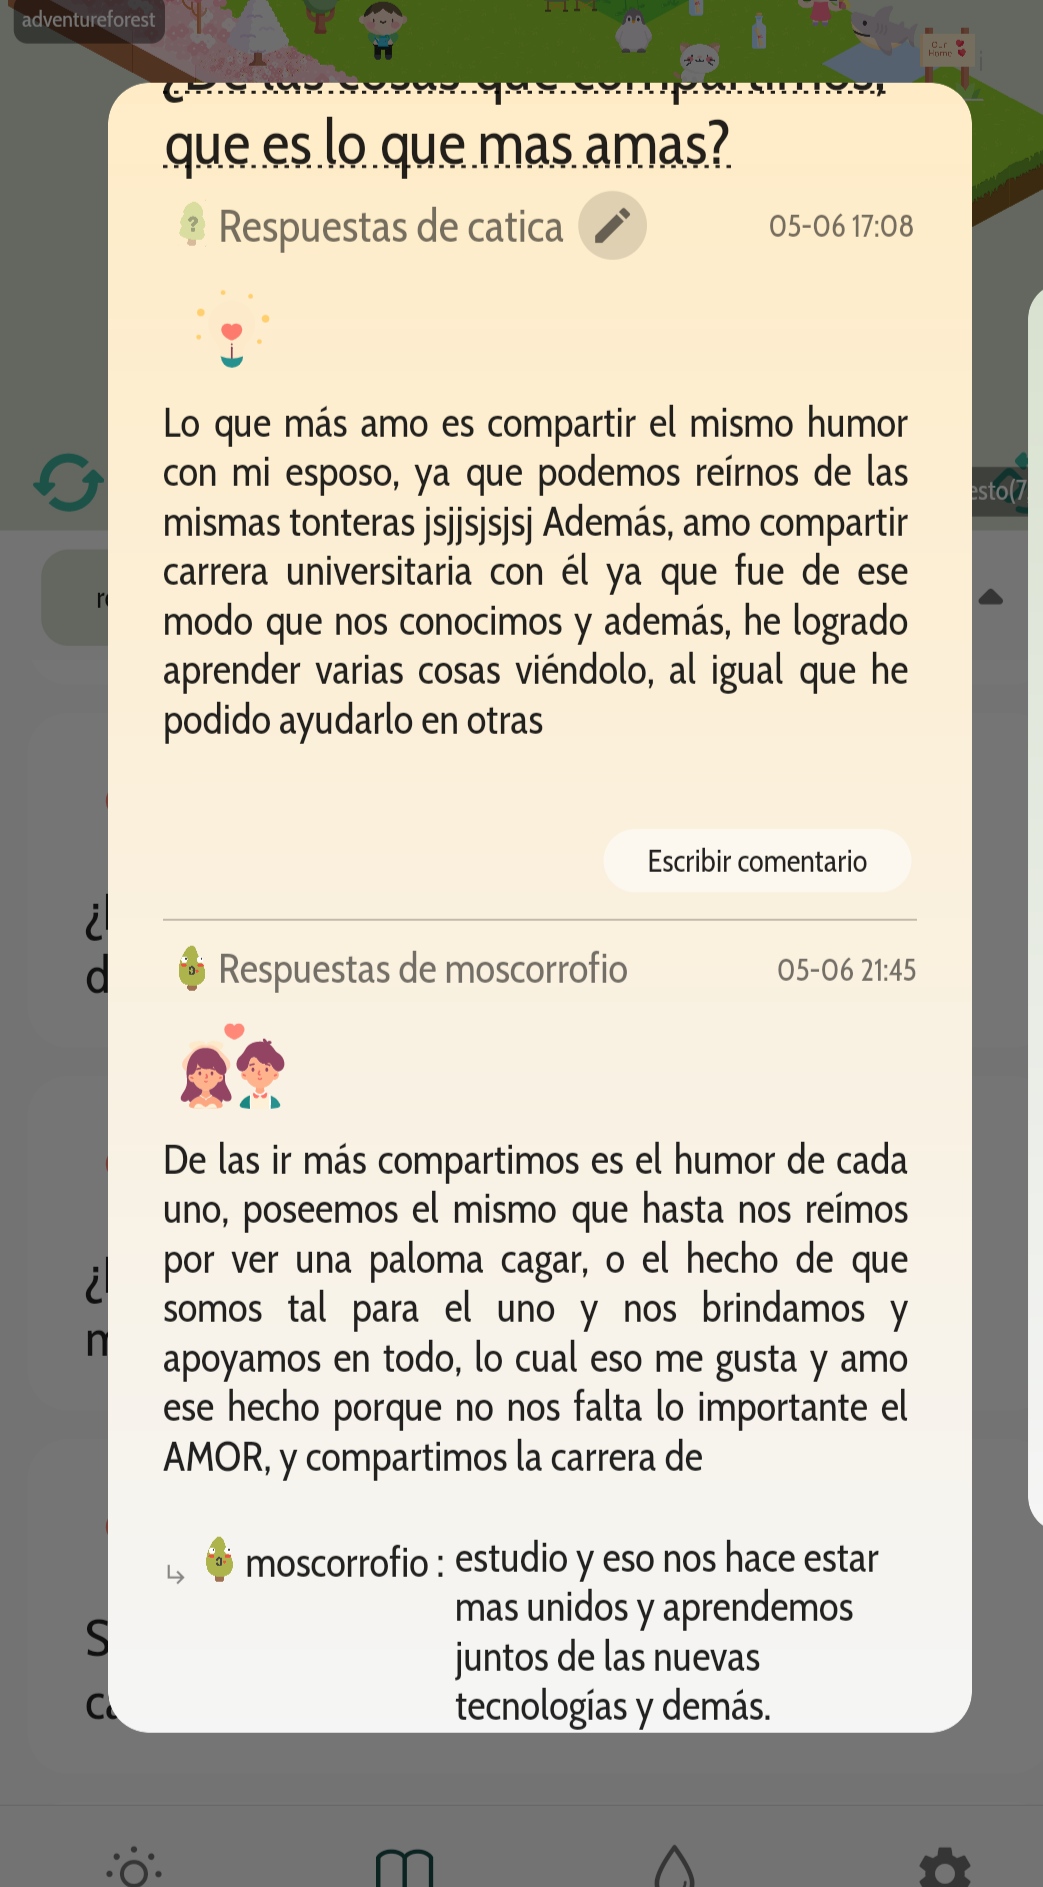 adventureforest
Our
Home
¿De las cosas que compartimos,
que es lo que mas amas?
Respuestas de catica
05-06 17:08
Lo que más amo es compartir el mismo humor
con mi esposo, ya que podemos reírnos de las
mismas tonteras jsjjsjsjsj Además, amo compartir
carrera universitaria con él ya que fue de ese
modo que nos conocimos y además, he logrado
aprender varias cosas viéndolo, al igual que he
podido ayudarlo en otras
Escribir comentario
Respuestas de moscorrofio
05-06 21:45
De las ir más compartimos es el humor de cada
uno, poseemos el mismo que hasta nos reímos
por ver una paloma cagar, o el hecho de que
somos tal para el uno y nos brindamos y
apoyamos en todo, lo cual eso me gusta y amo
ese hecho porque no nos falta lo importante el
AMOR, y compartimos la carrera de
moscorrofio : estudio y eso nos hace estar
mas unidos y aprendemos
juntos de las nuevas
tecnologías y demás.